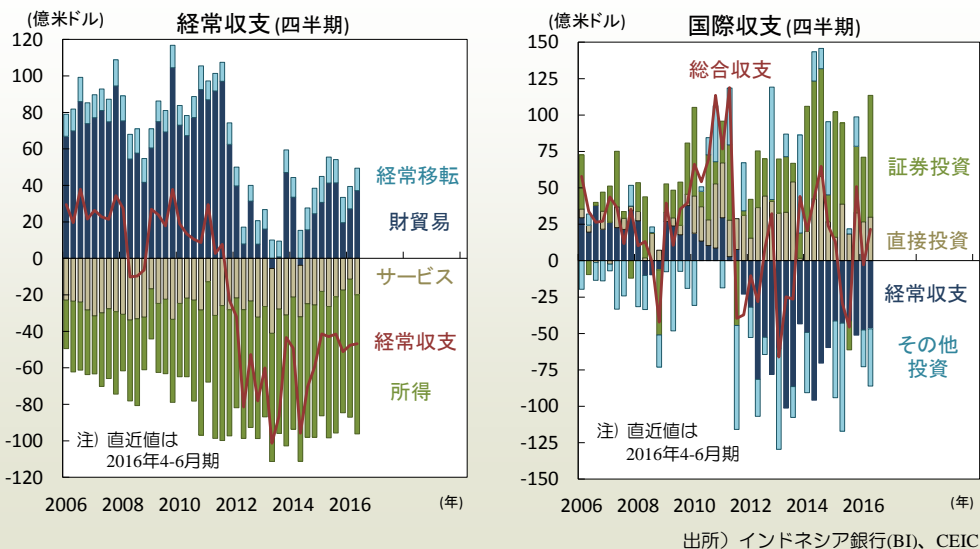 (億米ドル)
経常収支 (四半期)
120
100
80
60
40
20
0
-20
-40
-60
-80
-100
-120
経常移転
財貿易
サービス
経常収支
所得
注) 直近値は
2016年4-6月期
2006 2008 2010 2012 2014 2016 (年)
(億米ドル)
国際収支 (四半期)
150
125
100
75
50
25
0
-25
-50
-75
-100
-125
-150
総合収支
証券投資
直接投資
経常収支
その他
投資
注) 直近値は
2016年4-6月期
2006 2008 2010 2012 2014 2016 (年)
出所）インドネシア銀行(BI)、CEIC